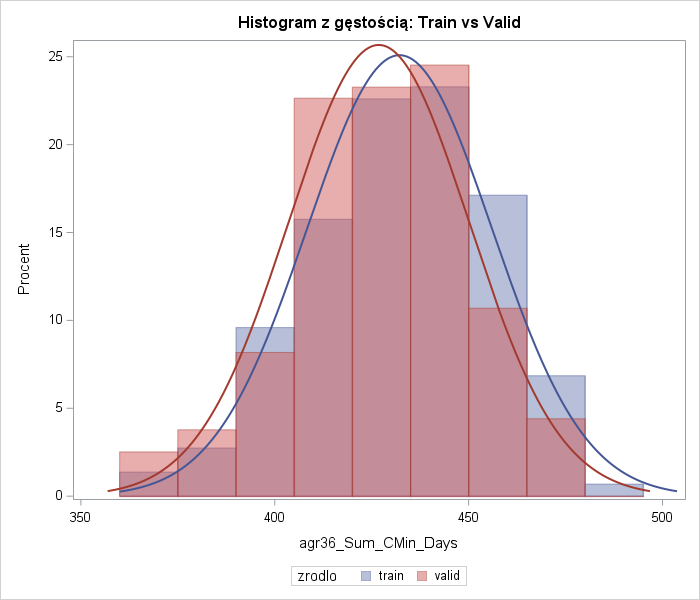 Histogram z gęstością: Train vs Valid
25
20
15
10
5
0
Procent
350 400 450 500
agr36_Sum_CMin_Days
zrodlo train valid